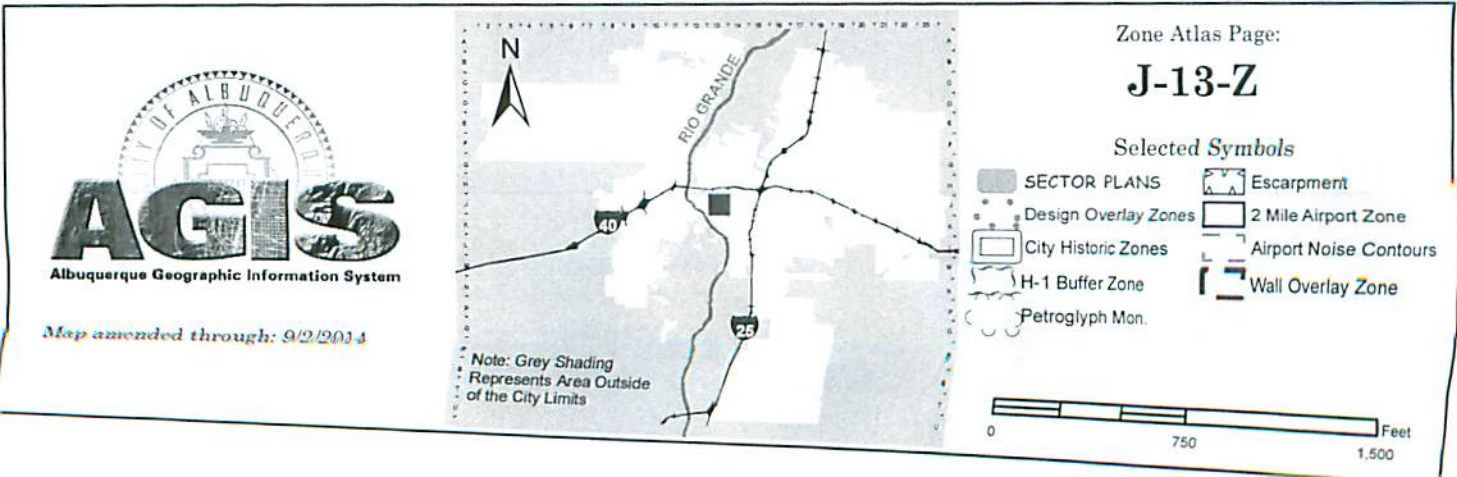 CITY OF ALBUQUERQUE
AGIS
Albuquerque Geographic Information System
Map amended through: 9/2/2014
N
RIO GRANDE
40
25
Note: Grey Shading
Represents Area Outside
of the City Limits
Zone Atlas Page:
J-13-Z
Selected Symbols
SECTOR PLANS
Escarpment
Design Overlay Zones
2 Mile Airport Zone
City Historic Zones
Airport Noise Contours
H-1 Buffer Zone
Wall Overlay Zone
Petroglyph Mon.
0
750
1,500
Feet